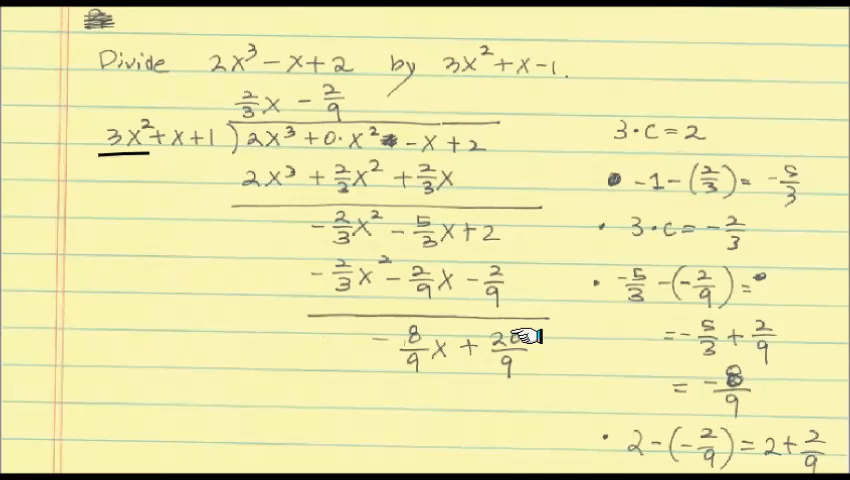 Divide 2x³ − x + 2 by 3x² + x − 1.
2/3 x − 2/9
3x² + x + 1 ) 2x³ + 0·x² - x + 2
2x³ + 2/3 x² + 2/3 x
- 2/3 x² - 5/3 x + 2
- 2/3 x² - 2/9 x - 2/9
- 8/9 x + 20/9
3·c = 2
• -1 - (2/3) = - 5/3
• 3·c = - 2/3
• -5/3 - (-2/9) =
= - 5/3 + 2/9
= -8/9
• 2 - (-2/9) = 2 + 2/9